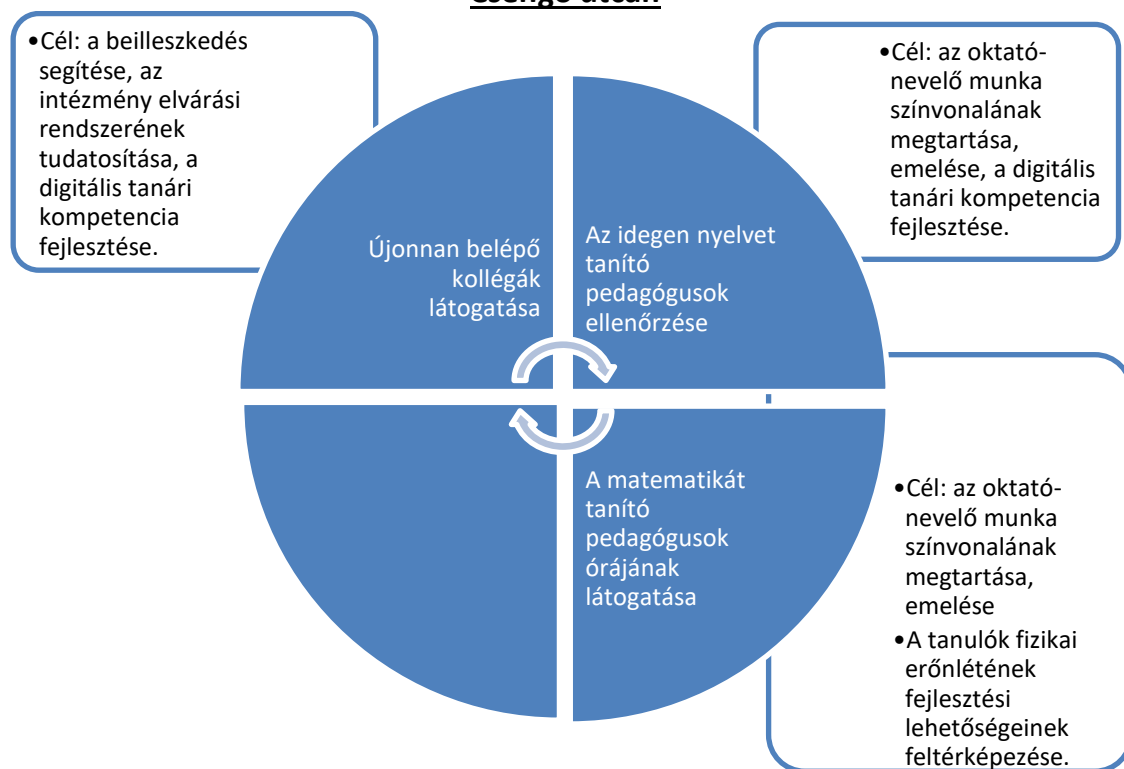 Csengő utcán
•Cél: a beilleszkedés
segítése, az
intézmény elvárási
rendszerének
tudatosítása, a
digitális tanári
kompetencia
fejlesztése.
•Cél: az oktató-
nevelő munka
színvonalának
megtartása,
emelése, a digitális
tanári kompetencia
fejlesztése.
Újonnan belépő
kollégák
látogatása
Az idegen nyelvet
tanító
pedagógusok
ellenőrzése
A matematikát
tanító
pedagógusok
órájának
látogatása
•Cél: az oktató-
nevelő munka
színvonalának
megtartása,
emelése
•A tanulók fizikai
erőnlétének
fejlesztési
lehetőségeinek
feltérképezése.